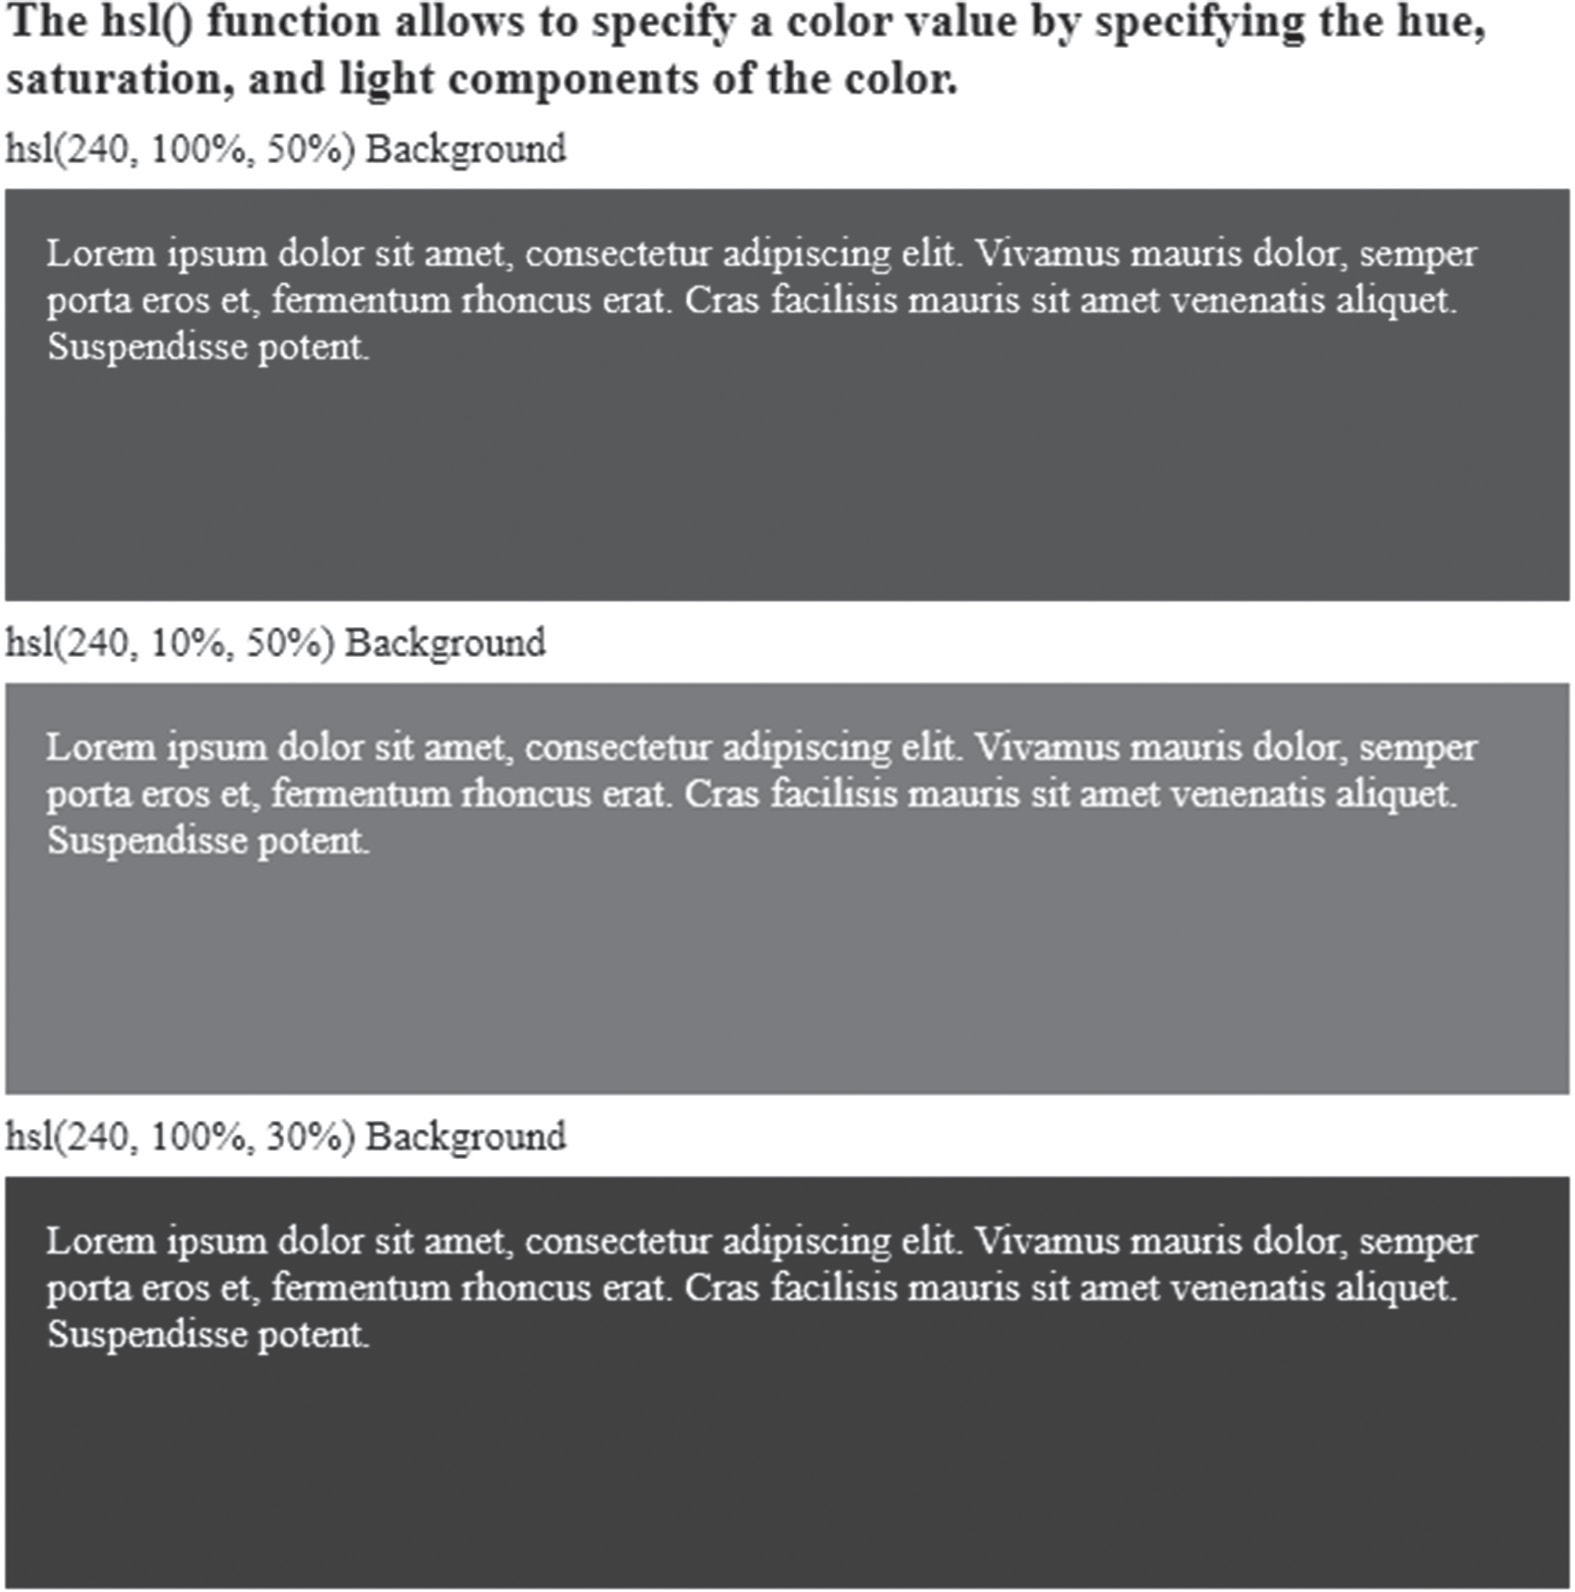 The hsl() function allows to specify a color value by specifying the hue,
saturation, and light components of the color.
hsl(240, 100%, 50%) Background
Lorem ipsum dolor sit amet, consectetur adipiscing elit. Vivamus mauris dolor, semper
porta eros et, fermentum rhoncus erat. Cras facilisis mauris sit amet venenatis aliquet.
Suspendisse potent.
hsl(240, 10%, 50%) Background
Lorem ipsum dolor sit amet, consectetur adipiscing elit. Vivamus mauris dolor, semper
porta eros et, fermentum rhoncus erat. Cras facilisis mauris sit amet venenatis aliquet.
Suspendisse potent.
hsl(240, 100%, 30%) Background
Lorem ipsum dolor sit amet, consectetur adipiscing elit. Vivamus mauris dolor, semper
porta eros et, fermentum rhoncus erat. Cras facilisis mauris sit amet venenatis aliquet.
Suspendisse potent.